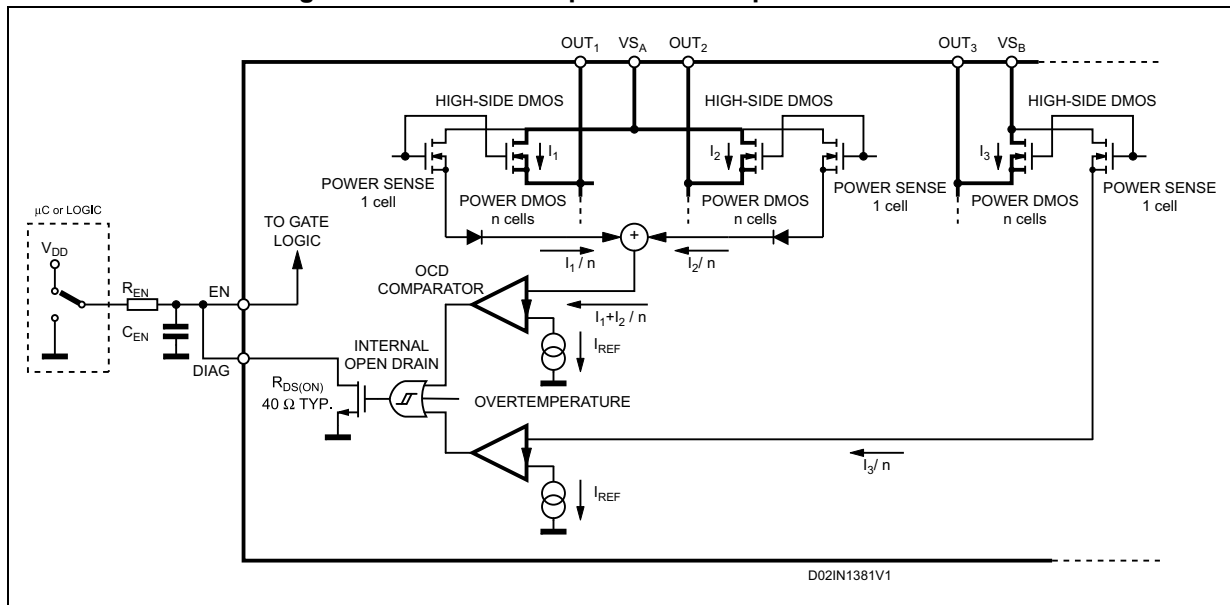 OUT1 VSA OUT2 OUT3 VSB
HIGH-SIDE DMOS HIGH-SIDE DMOS HIGH-SIDE DMOS
I1 I2 I3
POWER SENSE
1 cell
POWER DMOS
n cells
POWER DMOS
n cells
POWER SENSE
1 cell
POWER DMOS
n cells
POWER SENSE
1 cell
μC or LOGIC
VDD
TO GATE
LOGIC
REN
EN
CEN
DIAG
+
I1 / n
I2/ n
OCD
COMPARATOR
I1+I2 / n
IREF
INTERNAL
OPEN DRAIN
RDS(ON)
40 Ω TYP.
OVERTEMPERATURE
I3/ n
IREF
D02IN1381V1